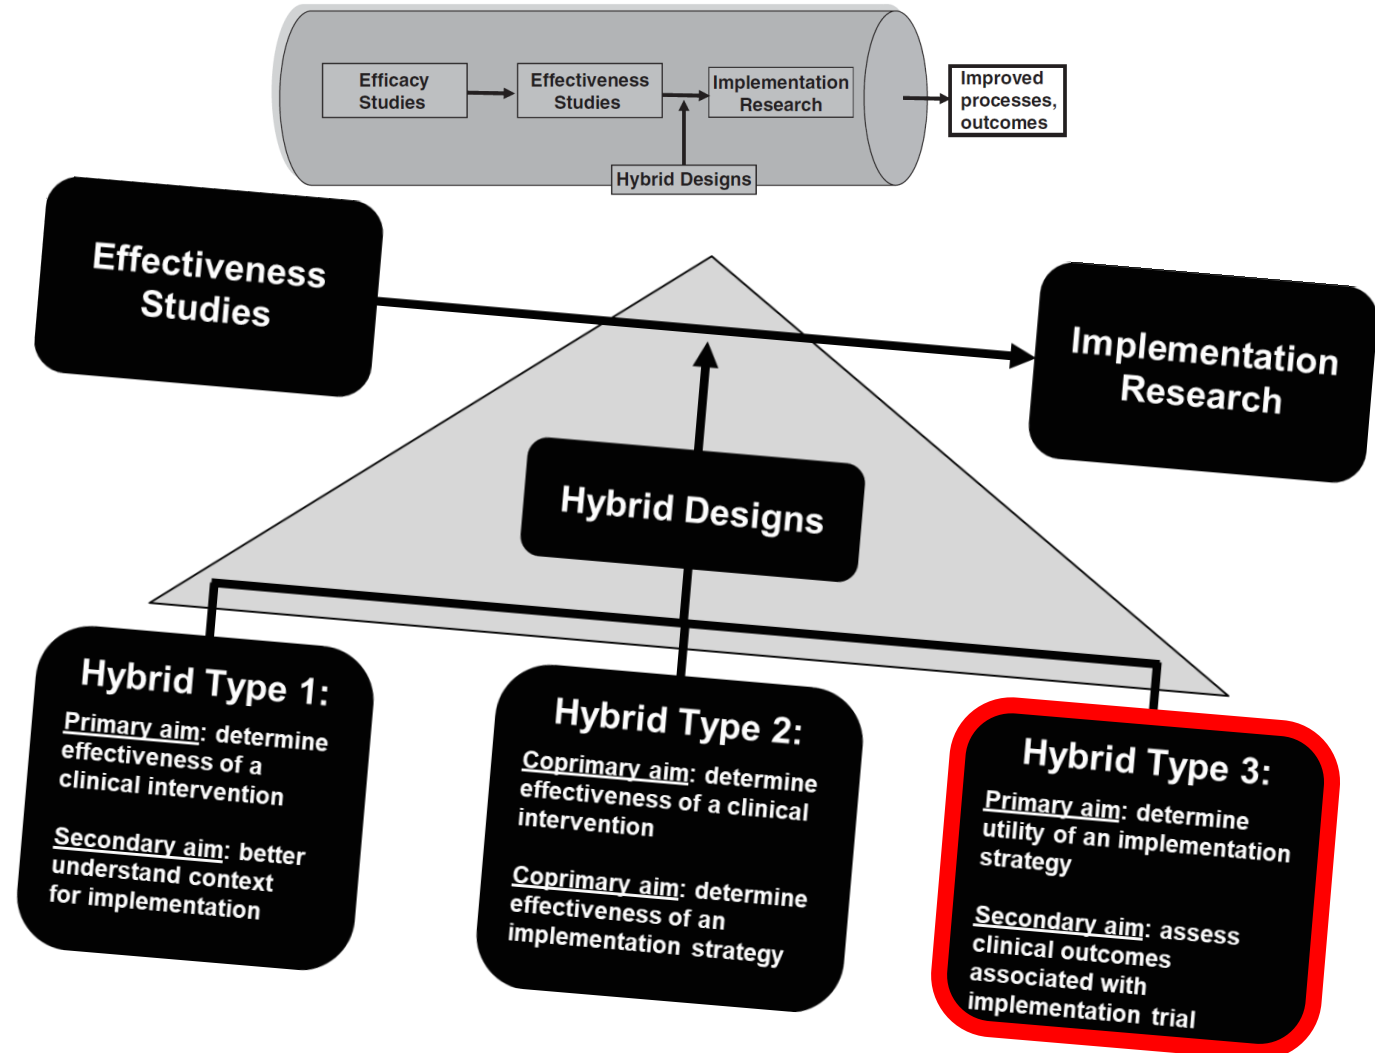 Efficacy
Studies
Effectiveness
Studies
Implementation
Research
Improved
processes,
outcomes
Hybrid Designs
Effectiveness
Studies
Implementation
Research
Hybrid Designs
Hybrid Type 1:
Primary aim: determine
effectiveness of a
clinical intervention
Secondary aim: better
understand context
for implementation
Hybrid Type 2:
Coprimary aim: determine
effectiveness of a clinical
intervention
Coprimary aim: determine
effectiveness of an
implementation strategy
Hybrid Type 3:
Primary aim: determine
utility of an implementation
strategy
Secondary aim: assess
clinical outcomes
associated with
implementation trial